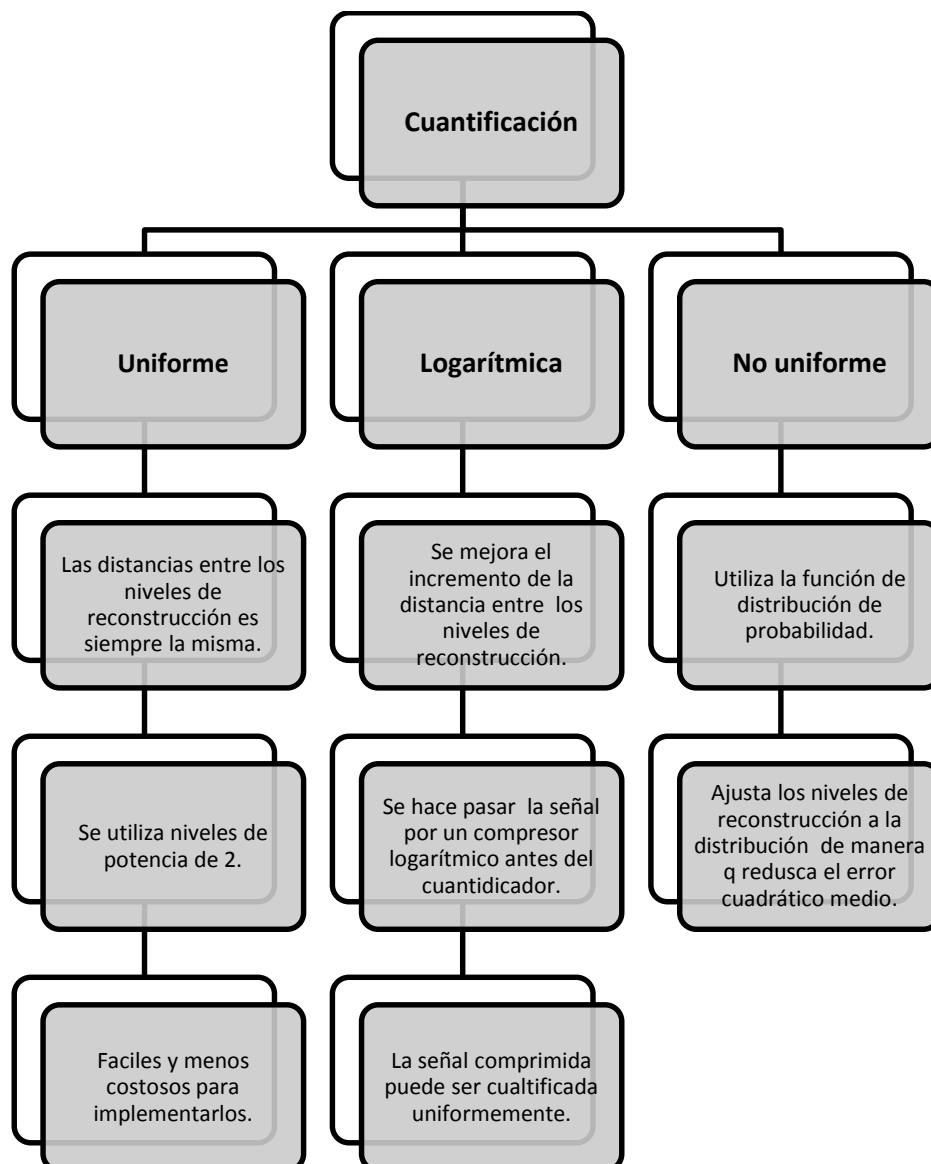 Cuantificación
Uniforme
Logarítmica
No uniforme
Las distancias entre los
niveles de
reconstrucción es
siempre la misma.
Se mejora el
incremento de la
distancia entre los
niveles de
reconstrucción.
Utiliza la función de
distribución de
probabilidad.
Se utiliza niveles de
potencia de 2.
Se hace pasar la señal
por un compresor
logarítmico antes del
cuantidicador.
Ajusta los niveles de
reconstrucción a la
distribución de manera
q redusca el error
cuadrático medio.
Faciles y menos
costosos para
implementarlos.
La señal comprimida
puede ser cualtificada
uniformemente.